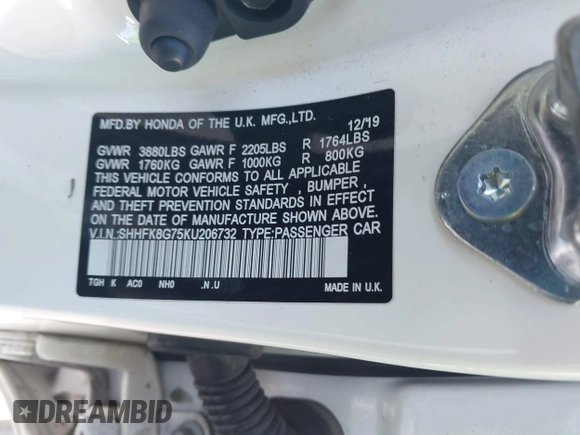 MFD.BY HONDA OF THE U.K. MFG.,LTD. 12/19
GVWR 3880LBS GAWR F 2205LBS R 1764LBS
GVWR 1760KG GAWR F 1000KG R 800KG
THIS VEHICLE CONFORMS TO ALL APPLICABLE
FEDERAL MOTOR VEHICLE SAFETY , BUMPER ,
AND THEFT PREVENTION STANDARDS IN EFFECT
ON THE DATE OF MANUFACTURE SHOWN ABOVE.
V.I.N.:SHHFK8G75KU206732 TYPE:PASSENGER CAR
TGH K AC0 NH0 .N.U MADE IN U.K.
DREAMBID